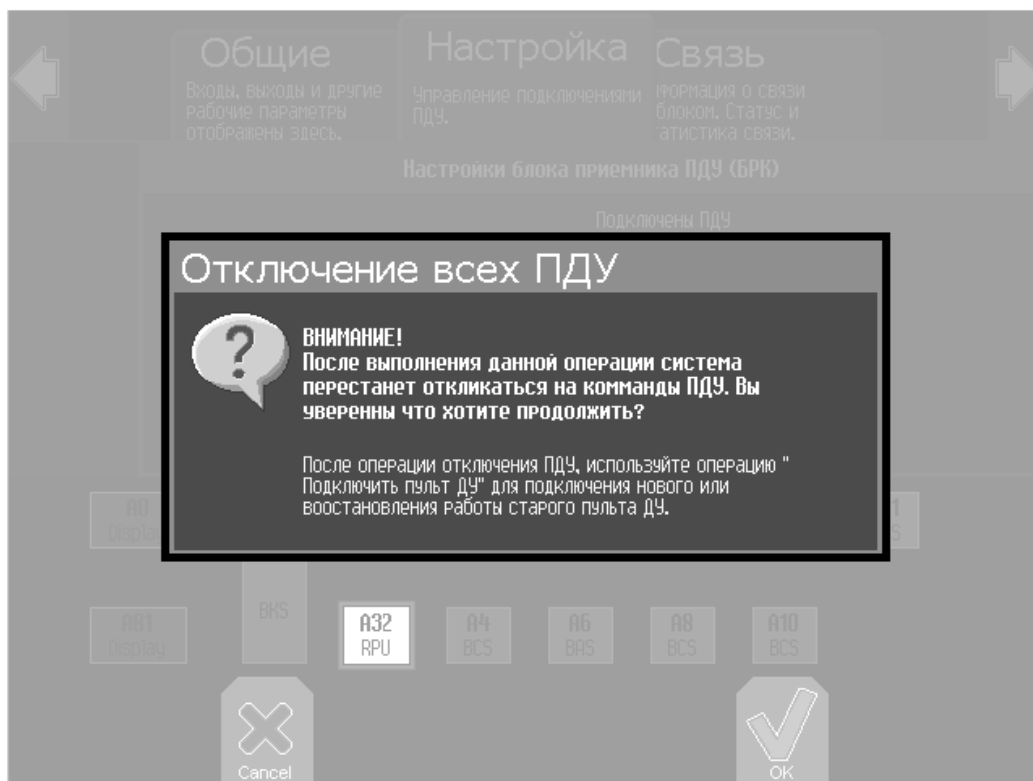 Общие
Настройка
Связь
Входы, выходы и другие
рабочие параметры
отображены здесь.
Управление подключениями
ПДУ.
нформация о связи
блоком. Статус и
атистика связи.
Настройки блока приемника ПДУ (БРК)
Подключены ПДУ
Отключение всех ПДУ
ВНИМАНИЕ!
После выполнения данной операции система
перестанет откликаться на комманды ПДУ. Вы
уверенны что хотите продолжить?
После операции отключения ПДУ, используйте операцию "
Подключить пульт ДУ" для подключения нового или
воостановления работы старого пульта ДУ.
A0
Display
1
S
A81
Display
BKS
A32
RPU
A4
BCS
A6
BAS
A8
BCS
A10
BCS
Cancel
OK